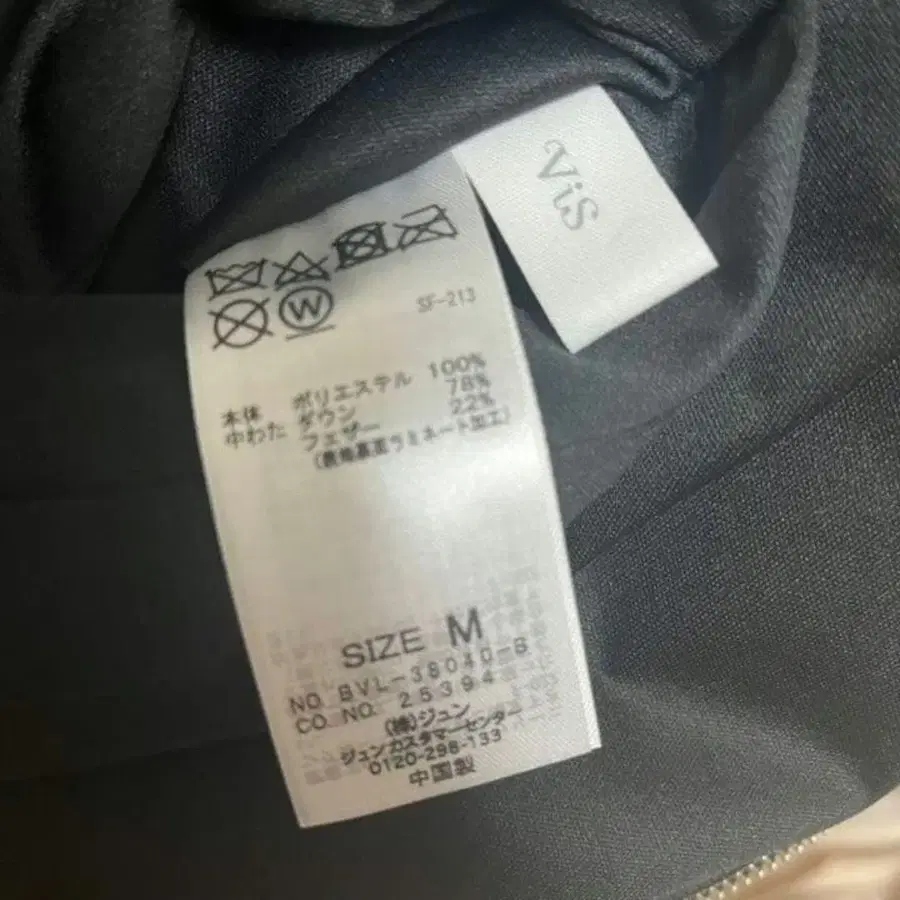 ViS
W
SF-213
本体 ポリエステル 100%
中わた ダウン 78%
フェザー 22%
(表地裏面ラミネート加工)
SIZE M
NO. BVL-38040-B
CO. NO. 25394
(株)ジュン
ジュンカスタマーセンター
0120-298-133
中国製